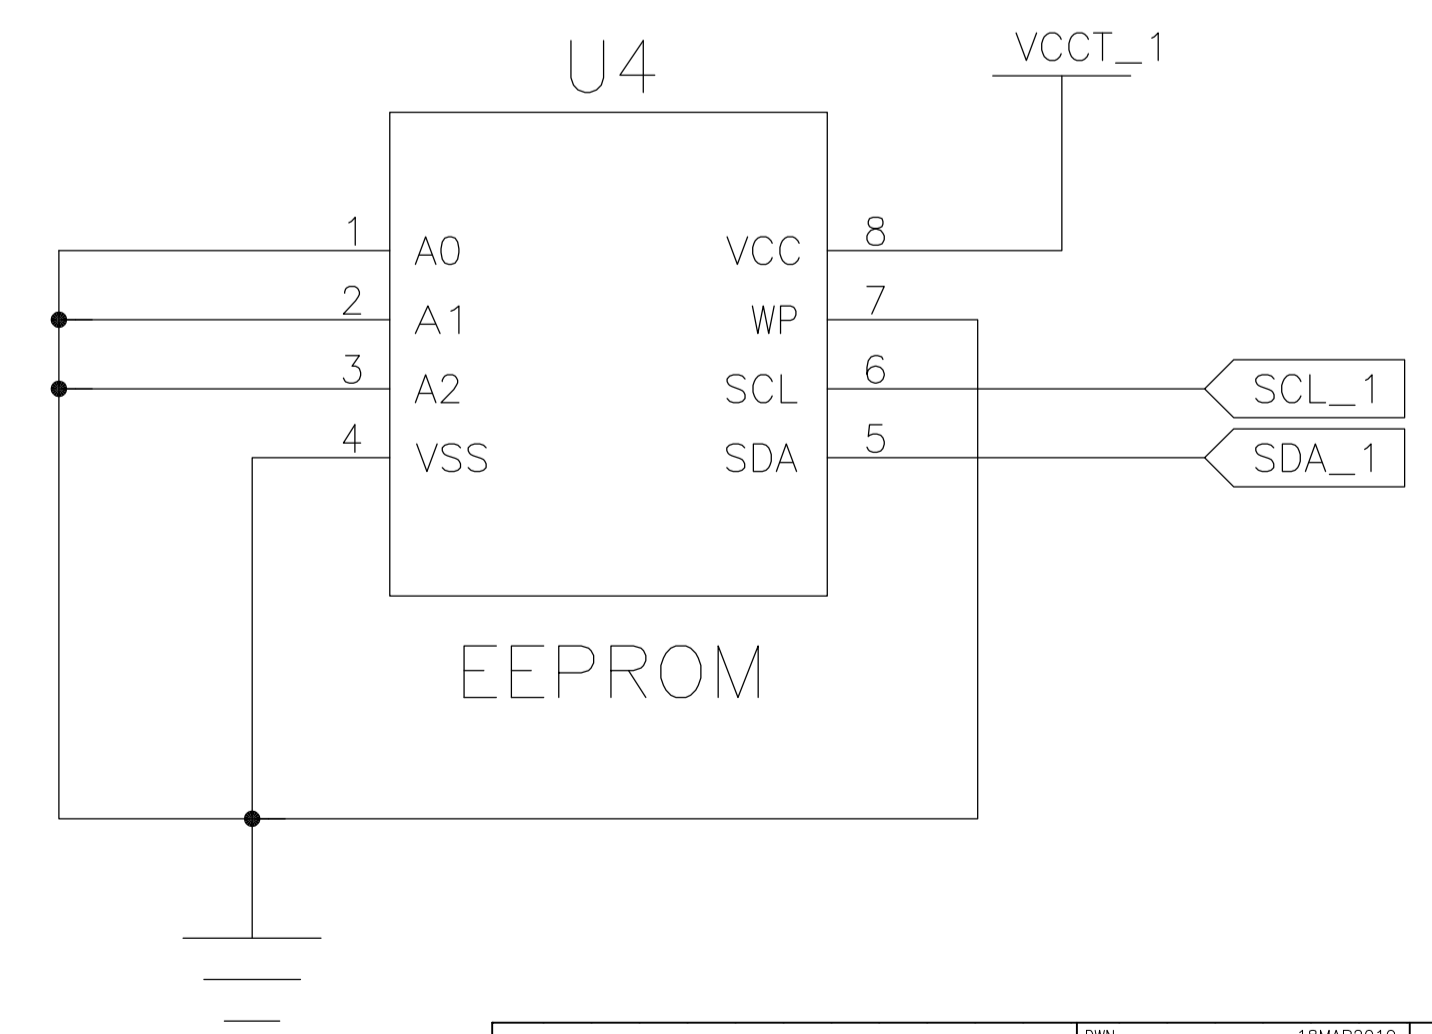 U4
VCCT_1
1 A0 VCC 8
2 A1 WP 7
3 A2 SCL 6 SCL_1
4 VSS SDA 5 SDA_1
EEPROM
DWN